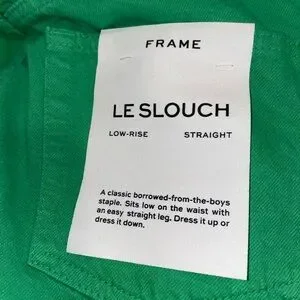 FRAME
LE SLOUCH
LOW-RISE STRAIGHT
A classic borrowed-from-the-boys
staple. Sits low on the waist with
an easy straight leg. Dress it up or
dress it down.